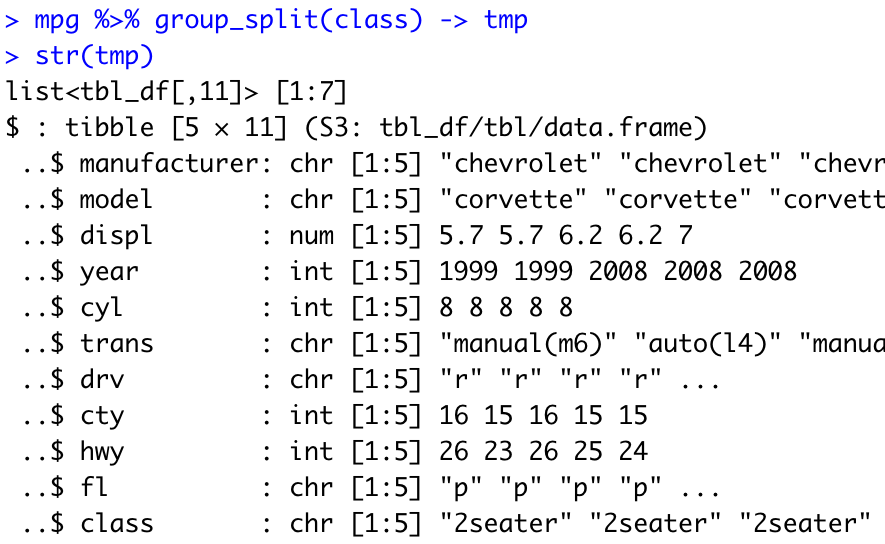 > mpg %>% group_split(class) -> tmp
> str(tmp)
list<tbl_df[,11]> [1:7]
$ : tibble [5 × 11] (S3: tbl_df/tbl/data.frame)
 ..$ manufacturer: chr [1:5] "chevrolet" "chevrolet" "chevr
 ..$ model       : chr [1:5] "corvette" "corvette" "corvett
 ..$ displ       : num [1:5] 5.7 5.7 6.2 6.2 7
 ..$ year        : int [1:5] 1999 1999 2008 2008 2008
 ..$ cyl         : int [1:5] 8 8 8 8 8
 ..$ trans       : chr [1:5] "manual(m6)" "auto(l4)" "manua
 ..$ drv         : chr [1:5] "r" "r" "r" "r" ...
 ..$ cty         : int [1:5] 16 15 16 15 15
 ..$ hwy         : int [1:5] 26 23 26 25 24
 ..$ fl          : chr [1:5] "p" "p" "p" "p" ...
 ..$ class       : chr [1:5] "2seater" "2seater" "2seater"